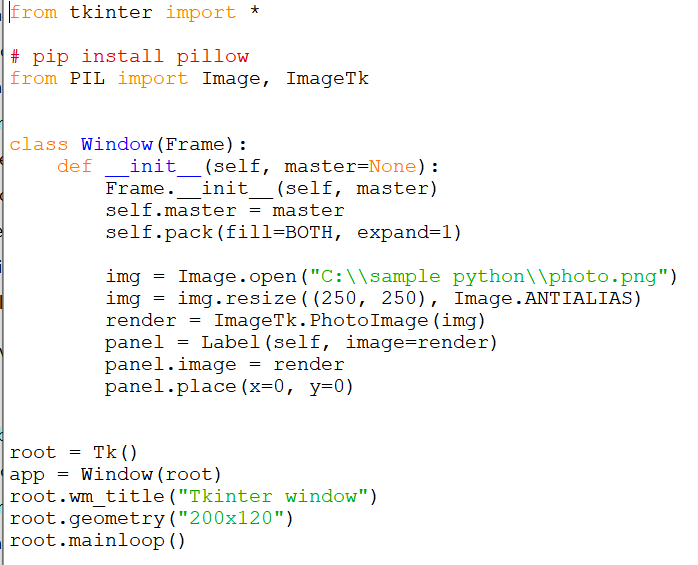 from tkinter import *
# pip install pillow
from PIL import Image, ImageTk
class Window(Frame):
    def __init__(self, master=None):
        Frame.__init__(self, master)
        self.master = master
        self.pack(fill=BOTH, expand=1)
        img = Image.open("C:\\sample python\\photo.png")
        img = img.resize((250, 250), Image.ANTIALIAS)
        render = ImageTk.PhotoImage(img)
        panel = Label(self, image=render)
        panel.image = render
        panel.place(x=0, y=0)
root = Tk()
app = Window(root)
root.wm_title("Tkinter window")
root.geometry("200x120")
root.mainloop()